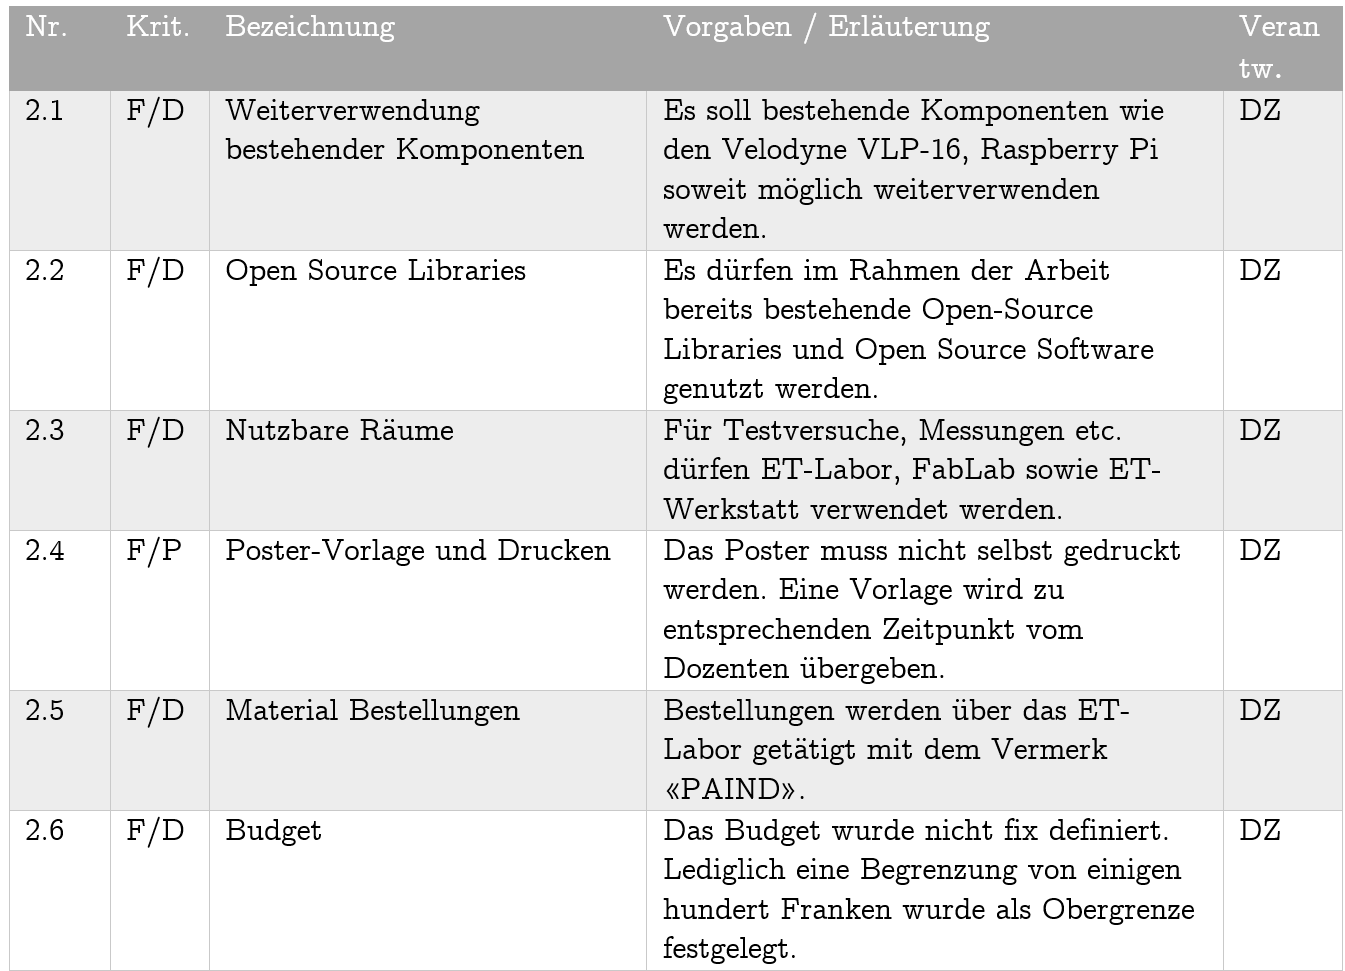 Nr. Krit. Bezeichnung Vorgaben / Erläuterung Veran
tw.
2.1 F/D Weiterverwendung Es soll bestehende Komponenten wie DZ
bestehender Komponenten den Velodyne VLP-16, Raspberry Pi
soweit möglich weiterverwenden
werden.
2.2 F/D Open Source Libraries Es dürfen im Rahmen der Arbeit DZ
bereits bestehende Open-Source
Libraries und Open Source Software
genutzt werden.
2.3 F/D Nutzbare Räume Für Testversuche, Messungen etc. DZ
dürfen ET-Labor, FabLab sowie ET-
Werkstatt verwendet werden.
2.4 F/P Poster-Vorlage und Drucken Das Poster muss nicht selbst gedruckt DZ
werden. Eine Vorlage wird zu
entsprechenden Zeitpunkt vom
Dozenten übergeben.
2.5 F/D Material Bestellungen Bestellungen werden über das ET- DZ
Labor getätigt mit dem Vermerk
«PAIND».
2.6 F/D Budget Das Budget wurde nicht fix definiert. DZ
Lediglich eine Begrenzung von einigen
hundert Franken wurde als Obergrenze
festgelegt.